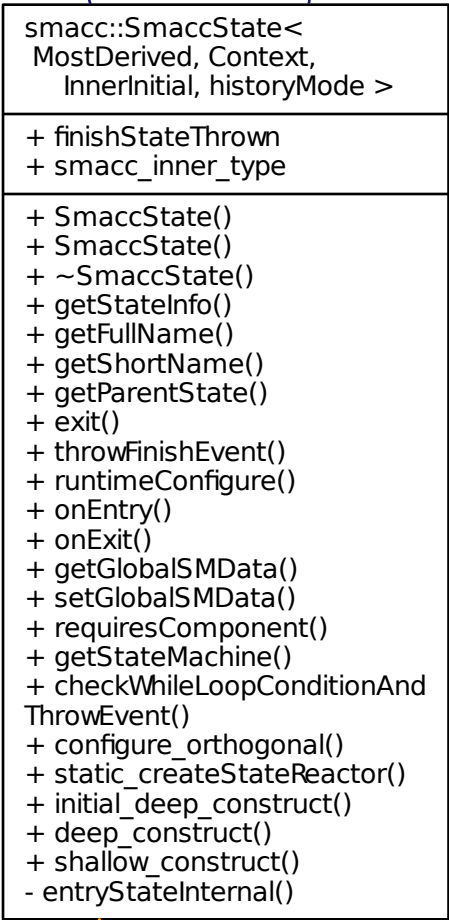 smacc::SmaccState<
MostDerived, Context,
InnerInitial, historyMode >
+ finishStateThrown
+ smacc_inner_type
+ SmaccState()
+ SmaccState()
+ ~SmaccState()
+ getStateInfo()
+ getFullName()
+ getShortName()
+ getParentState()
+ exit()
+ throwFinishEvent()
+ runtimeConfigure()
+ onEntry()
+ onExit()
+ getGlobalSMData()
+ setGlobalSMData()
+ requiresComponent()
+ getStateMachine()
+ checkWhileLoopConditionAnd
ThrowEvent()
+ configure_orthogonal()
+ static_createStateReactor()
+ initial_deep_construct()
+ deep_construct()
+ shallow_construct()
- entryStateInternal()